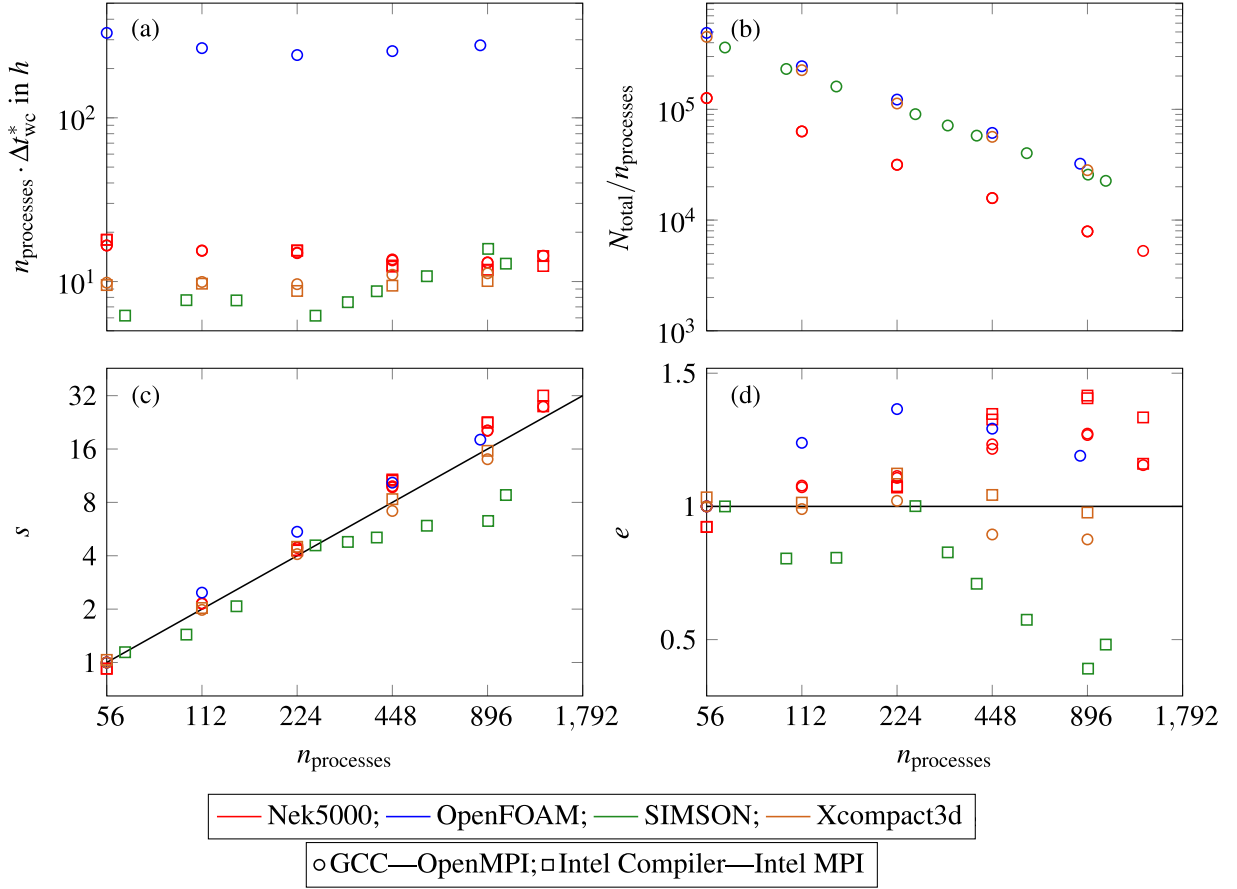 (a)
n_processes · Δt*_wc in h
10^2
10^1
(b)
N_total/n_processes
10^5
10^4
10^3
(c)
s
32
16
8
4
2
1
56 112 224 448 896 1,792
n_processes
(d)
e
1.5
1
0.5
56 112 224 448 896 1,792
n_processes
Nek5000; OpenFOAM; SIMSON; Xcompact3d
GCC—OpenMPI; Intel Compiler—Intel MPI